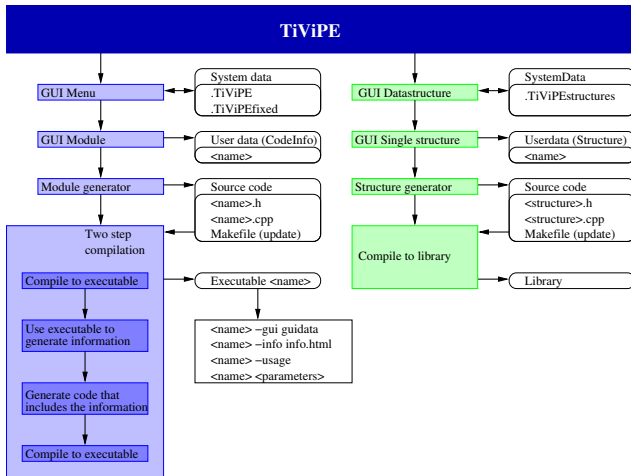 TiViPE
System data
GUI Menu
.TiViPE
.TiViPEfixed
GUI Module
User data (CodeInfo)
<name>
Module generator
Source code
<name>.h
<name>.cpp
Makefile (update)
Two step
compilation
Compile to executable
Executable <name>
Use executable to
generate information
<name> −gui guidata
<name> −info info.html
<name> −usage
<name> <parameters>
Generate code that
includes the information
Compile to executable
SystemData
GUI Datastructure
.TiViPEstructures
GUI Single structure
Userdata (Structure)
<name>
Structure generator
Source code
<structure>.h
<structure>.cpp
Makefile (update)
Compile to library
Library